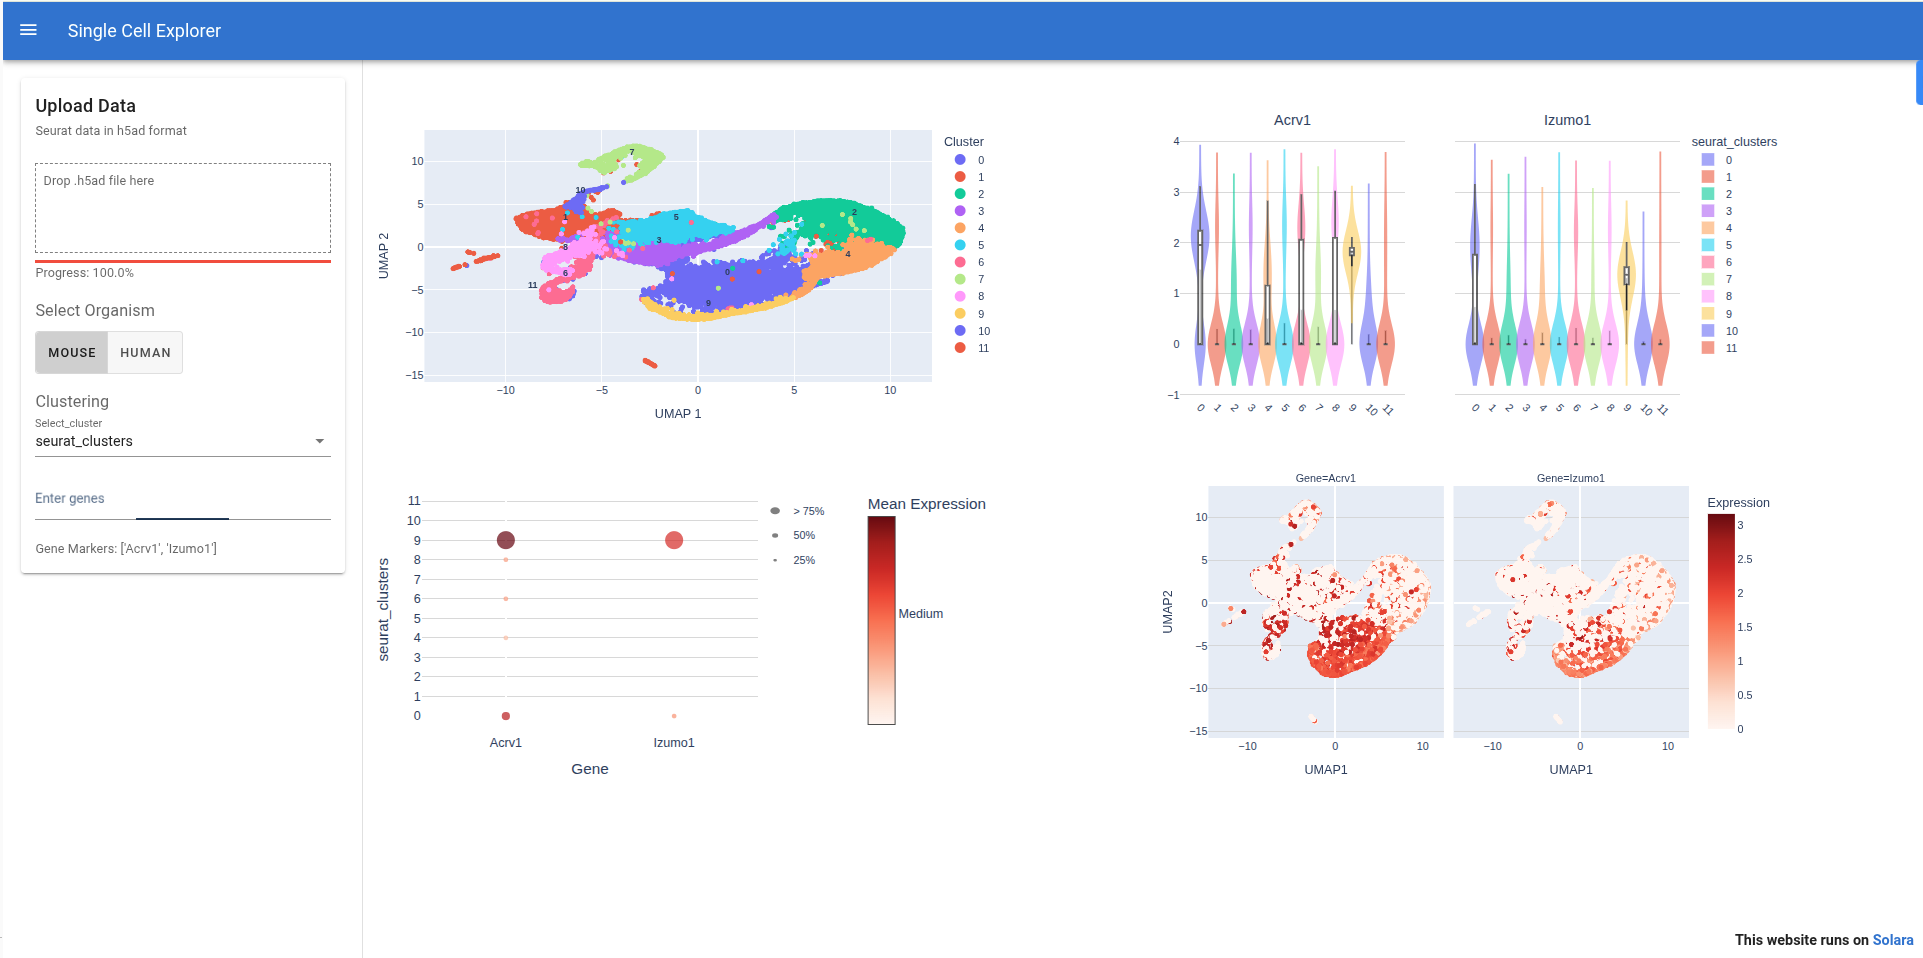 Single Cell Explorer
Upload Data
Seurat data in h5ad format
Drop .h5ad file here
Progress: 100.0%
Select Organism
MOUSE HUMAN
Clustering
Select_cluster
seurat_clusters
Enter genes
Gene Markers: ['Acrv1', 'Izumo1']
UMAP 2
10
5
0
−5
−10
−15
−10 −5 0 5 10
UMAP 1
7
10
1
5
2
3
8
4
6
0
11
9
Cluster
0
1
2
3
4
5
6
7
8
9
10
11
Acrv1 Izumo1
4
3
2
1
0
−1
0 1 2 3 4 5 6 7 8 9 10 11
0 1 2 3 4 5 6 7 8 9 10 11
seurat_clusters
0
1
2
3
4
5
6
7
8
9
10
11
seurat_clusters
11
10
9
8
7
6
5
4
3
2
1
0
Acrv1 Izumo1
Gene
> 75%
50%
25%
Mean Expression
Medium
Gene=Acrv1 Gene=Izumo1
UMAP2
10
5
0
−5
−10
−15
−10 0 10
−10 0 10
UMAP1 UMAP1
Expression
3
2.5
2
1.5
1
0.5
0
This website runs on Solara